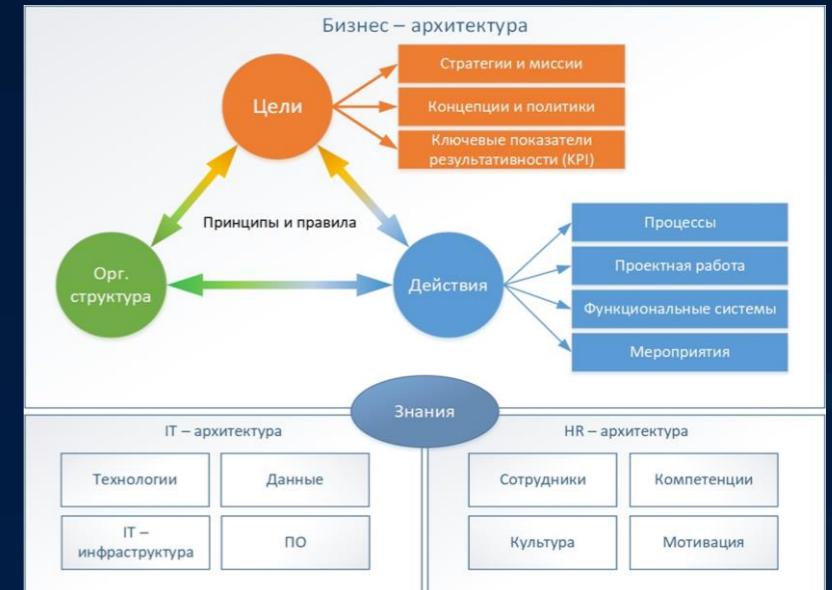 Бизнес – архитектура
Цели
Стратегии и миссии
Концепции и политики
Ключевые показатели
результативности (KPI)
Принципы и правила
Орг.
структура
Действия
Процессы
Проектная работа
Функциональные системы
Мероприятия
Знания
IT – архитектура
Технологии
Данные
IT –
инфраструктура
ПО
HR – архитектура
Сотрудники
Компетенции
Культура
Мотивация